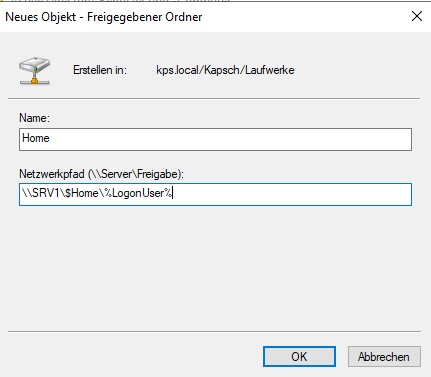 Neues Objekt - Freigegebener Ordner
Erstellen in: kps.local/Kapsch/Laufwerke
Name:
Home
Netzwerkpfad (\\Server\Freigabe):
\\SRV1\$Home\%LogonUser%
OK Abbrechen